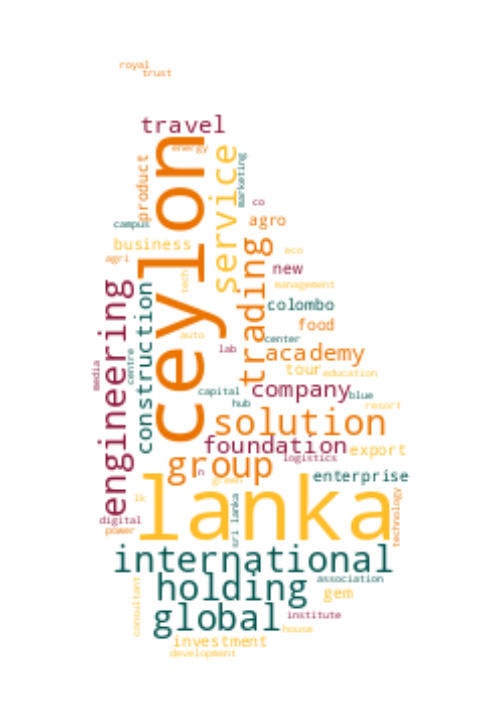 royal
trust
travel
energy
ceylon
service
marketing
product
co
campus
agro
business
eco
agri
trading
new
management
tech
engineering
construction
colombo
food
auto
center
lab
academy
centre
media
tour
education
capital
company
blue
hub
resort
solution
foundation
export
logistics
group
n
enterprise
green
lanka
lk
sri lanka
technology
digital
power
international
association
holding
consultant
gem
global
institute
house
investment
development